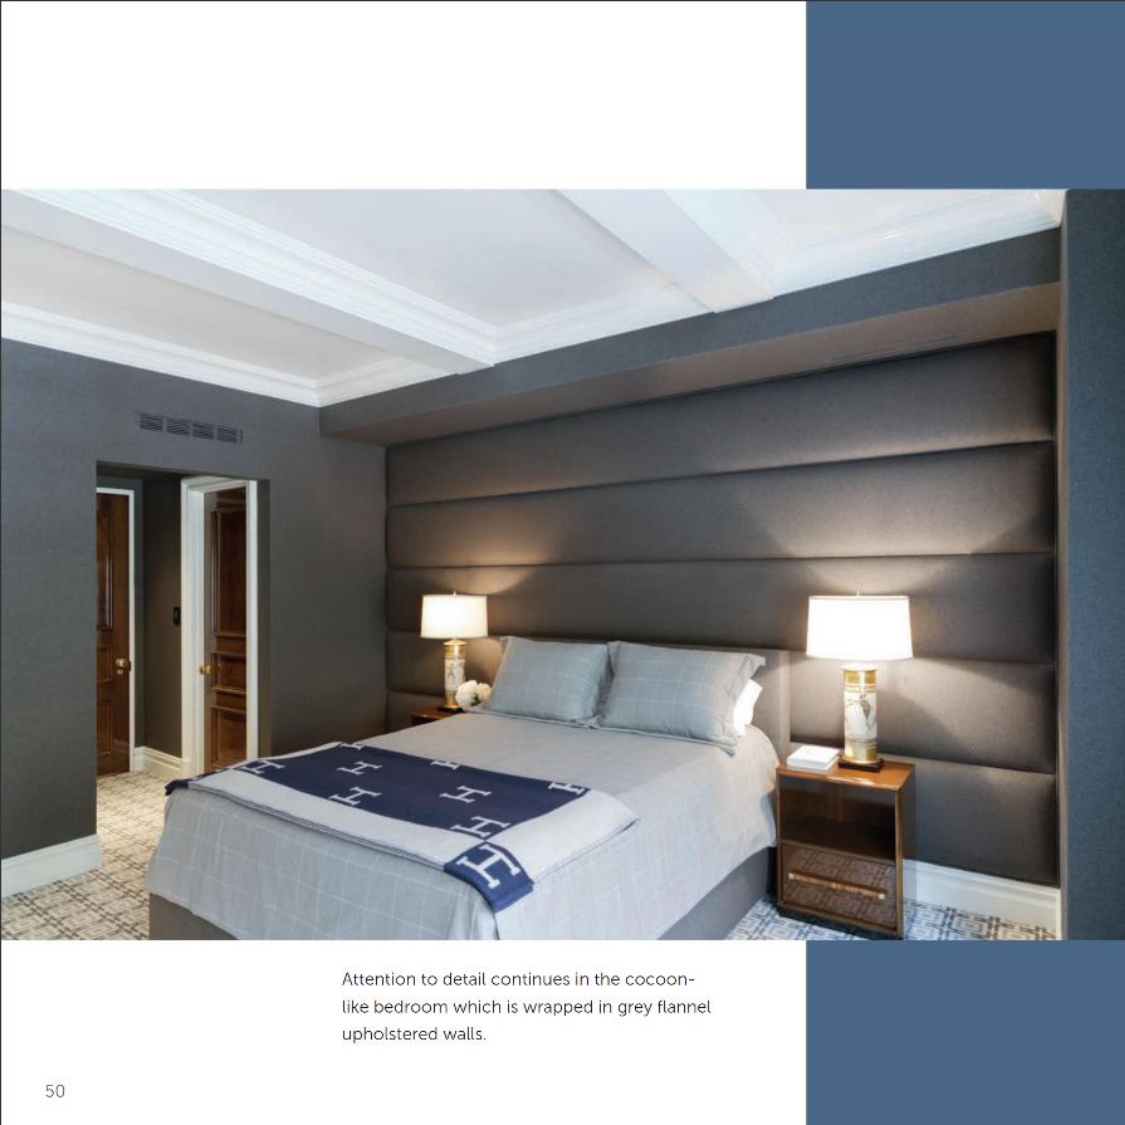 H
H
H
H
H
H
H
H
Attention to detail continues in the cocoon-
like bedroom which is wrapped in grey flannel
upholstered walls.
50